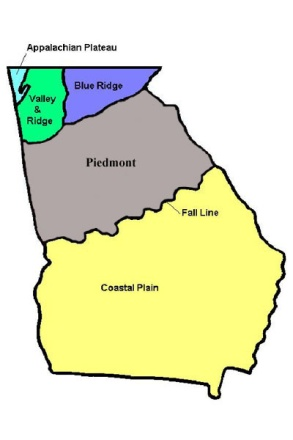 Appalachian Plateau
Blue Ridge
Valley
&
Ridge
Piedmont
Fall Line
Coastal Plain